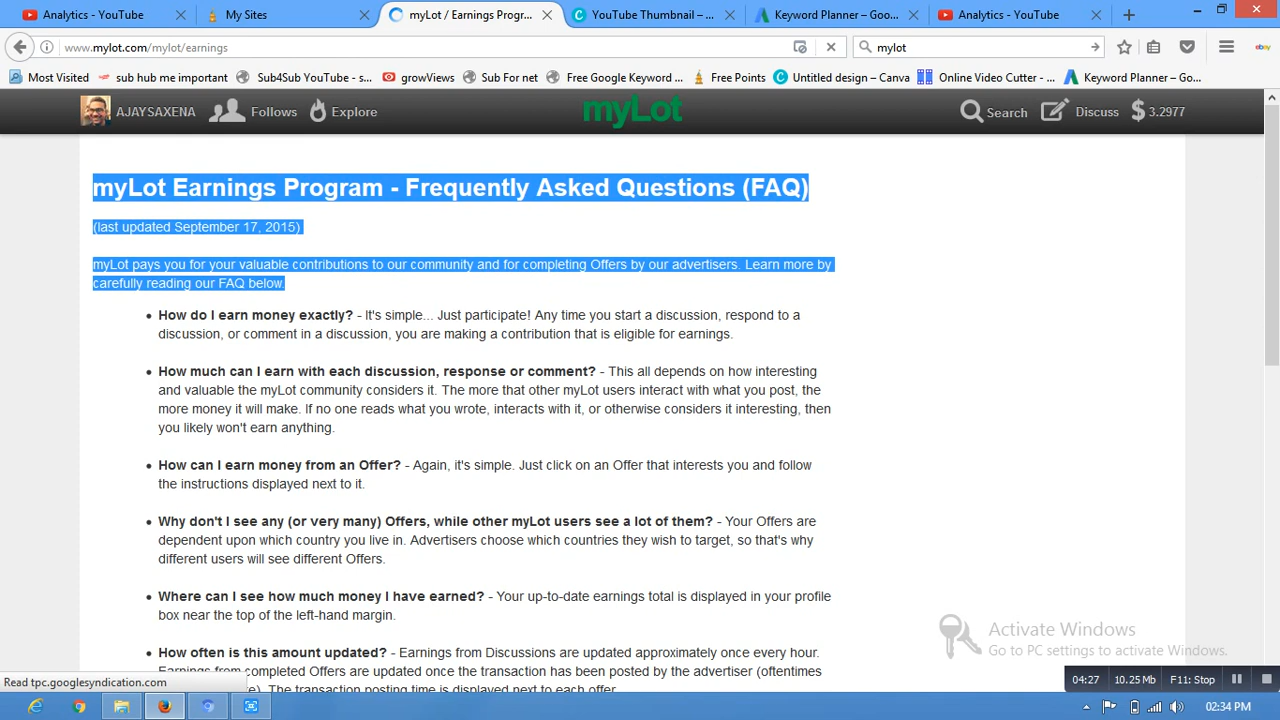 Analytics - YouTube
My Sites
myLot / Earnings Progr...
YouTube Thumbnail – ...
Keyword Planner – Goo...
Analytics - YouTube
www.mylot.com/mylot/earnings
mylot
Most Visited
sub hub me important
Sub4Sub YouTube - s...
growViews
Sub For net
Free Google Keyword ...
Free Points
Untitled design – Canva
Online Video Cutter - ...
Keyword Planner – Go...
ebay
AJAYSAXENA
Follows
Explore
myLot
Search
Discuss
$ 3.2977
myLot Earnings Program - Frequently Asked Questions (FAQ)
(last updated September 17, 2015)
myLot pays you for your valuable contributions to our community and for completing Offers by our advertisers. Learn more by
carefully reading our FAQ below.
• How do I earn money exactly? - It's simple... Just participate! Any time you start a discussion, respond to a
discussion, or comment in a discussion, you are making a contribution that is eligible for earnings.
• How much can I earn with each discussion, response or comment? - This all depends on how interesting
and valuable the myLot community considers it. The more that other myLot users interact with what you post, the
more money it will make. If no one reads what you wrote, interacts with it, or otherwise considers it interesting, then
you likely won't earn anything.
• How can I earn money from an Offer? - Again, it's simple. Just click on an Offer that interests you and follow
the instructions displayed next to it.
• Why don't I see any (or very many) Offers, while other myLot users see a lot of them? - Your Offers are
dependent upon which country you live in. Advertisers choose which countries they wish to target, so that's why
different users will see different Offers.
• Where can I see how much money I have earned? - Your up-to-date earnings total is displayed in your profile
box near the top of the left-hand margin.
• How often is this amount updated? - Earnings from Discussions are updated approximately once every hour.
Earnings from completed Offers are updated once the transaction has been posted by the advertiser (oftentimes
The transaction posting time is displayed next to each offer.
Activate Windows
Go to PC settings to activate Windows.
Read tpc.googlesyndication.com
04:27
10.25 Mb
F11: Stop
02:34 PM